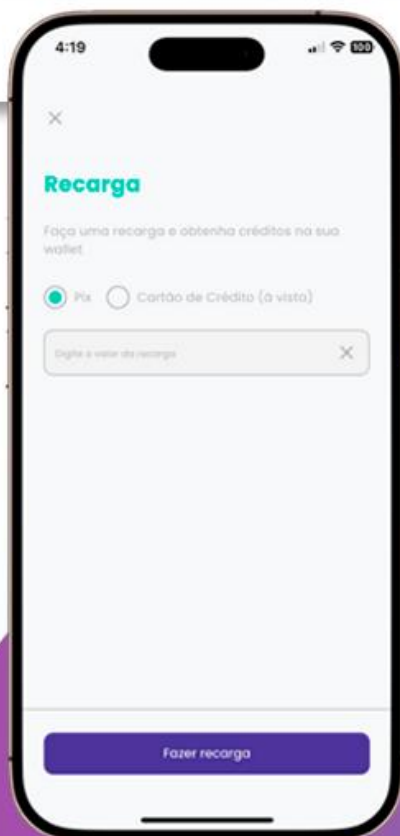 4:19
100
Recarga
Faça uma recarga e obtenha créditos na sua
wallet
Pix
Cartão de Crédito (à vista)
Digite o valor da recarga
Fazer recarga